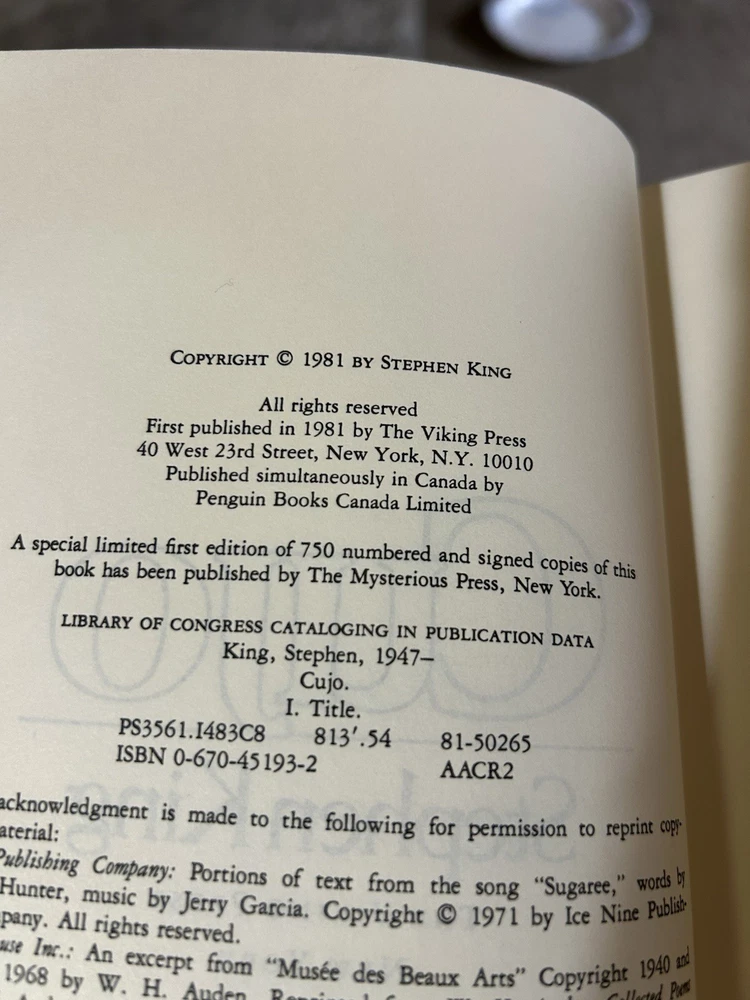 COPYRIGHT © 1981 BY STEPHEN KING
All rights reserved
First published in 1981 by The Viking Press
40 West 23rd Street, New York, N.Y. 10010
Published simultaneously in Canada by
Penguin Books Canada Limited
A special limited first edition of 750 numbered and signed copies of this
book has been published by The Mysterious Press, New York.
LIBRARY OF CONGRESS CATALOGING IN PUBLICATION DATA
King, Stephen, 1947–
Cujo.
I. Title.
PS3561.I483C8 813'.54 81-50265
ISBN 0-670-45193-2 AACR2
acknowledgment is made to the following for permission to reprint copy-
aterial:
Publishing Company: Portions of text from the song "Sugaree," words by
Hunter, music by Jerry Garcia. Copyright © 1971 by Ice Nine Publish-
pany. All rights reserved.
use Inc.: An excerpt from "Musée des Beaux Arts" Copyright 1940 and
1968 by W. H. Auden. Collected Poems